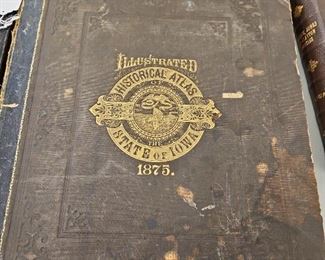 ILLUSTRATED
HISTORICAL ATLAS
OF
THE
STATE OF IOWA
1875.